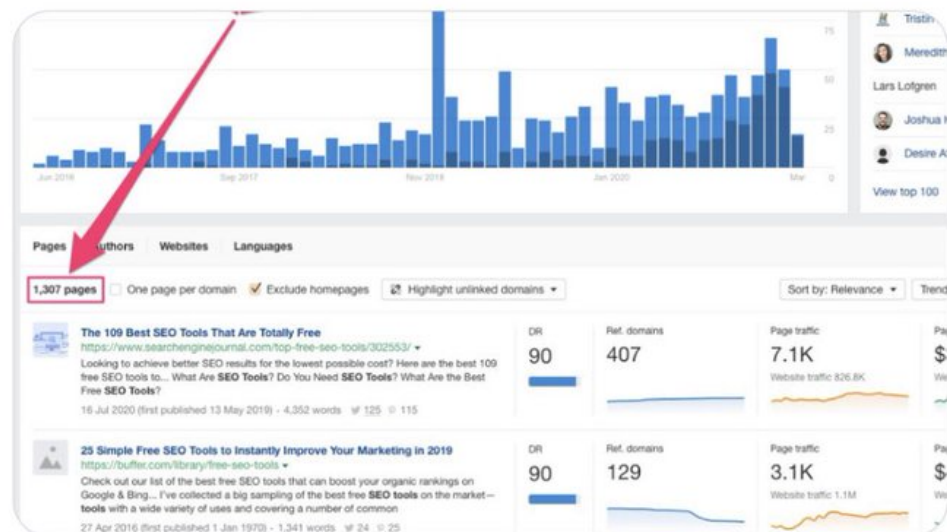 75
Tristin
Meredith
50
Lars Lofgren
Joshua
25
Desire
Jun 2016 Sep 2017 Nov 2018 Jan 2020 Mar 0
View top 100
Pages Authors Websites Languages
1,307 pages One page per domain Exclude homepages Highlight unlinked domains Sort by: Relevance Trend
The 109 Best SEO Tools That Are Totally Free
https://www.searchenginejournal.com/top-free-seo-tools/302553/
Looking to achieve better SEO results for the lowest possible cost? Here are the best 109
free SEO tools to... What Are SEO Tools? Do You Need SEO Tools? What Are the Best
Free SEO Tools?
16 Jul 2020 (first published 13 May 2019) - 4,352 words 125 115
DR Ref. domains Page traffic
90 407 7.1K $
Website traffic 826.8K
25 Simple Free SEO Tools to Instantly Improve Your Marketing in 2019
https://buffer.com/library/free-seo-tools
Check out our list of the best free SEO tools that can boost your organic rankings on
Google & Bing... I've collected a big sampling of the best free SEO tools on the market—
tools with a wide variety of uses and covering a number of common
27 Apr 2016 (first published 1 Jan 1970) - 1,341 words 24 25
DR Ref. domains Page traffic
90 129 3.1K $
Website traffic 1.1M